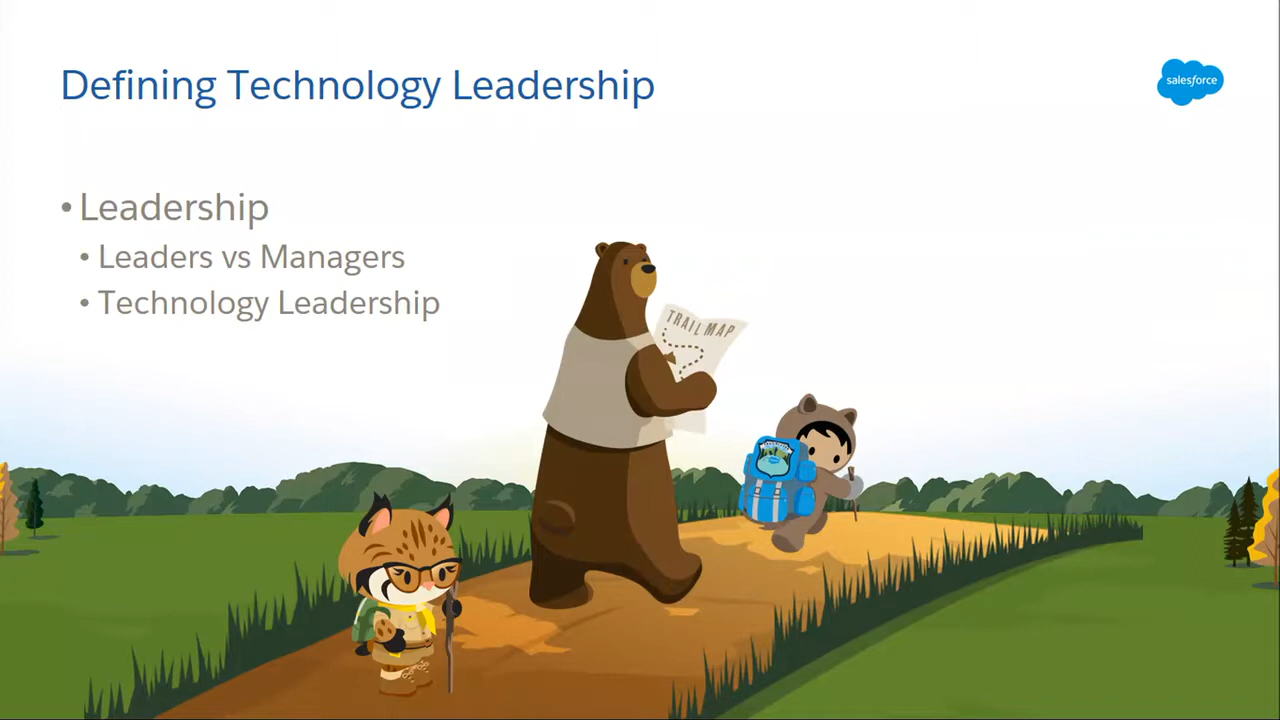 Defining Technology Leadership
salesforce
• Leadership
• Leaders vs Managers
• Technology Leadership
TRAIL MAP